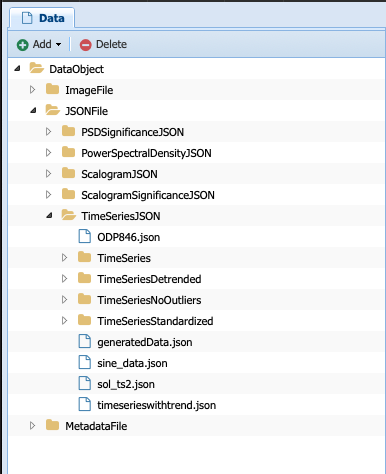 Data
Add Delete
DataObject
ImageFile
JSONFile
PSDSignificanceJSON
PowerSpectralDensityJSON
ScalogramJSON
ScalogramSignificanceJSON
TimeSeriesJSON
ODP846.json
TimeSeries
TimeSeriesDetrended
TimeSeriesNoOutliers
TimeSeriesStandardized
generatedData.json
sine_data.json
sol_ts2.json
timeserieswithtrend.json
MetadataFile